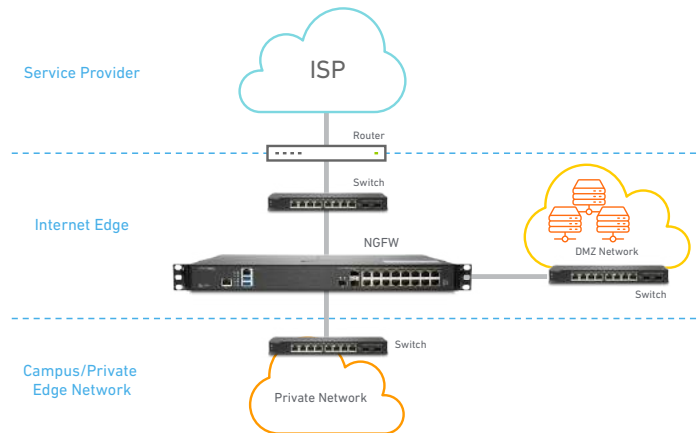 Service Provider
ISP
Router
Switch
Internet Edge
NGFW
DMZ Network
Switch
Switch
Campus/Private
Edge Network
Private Network